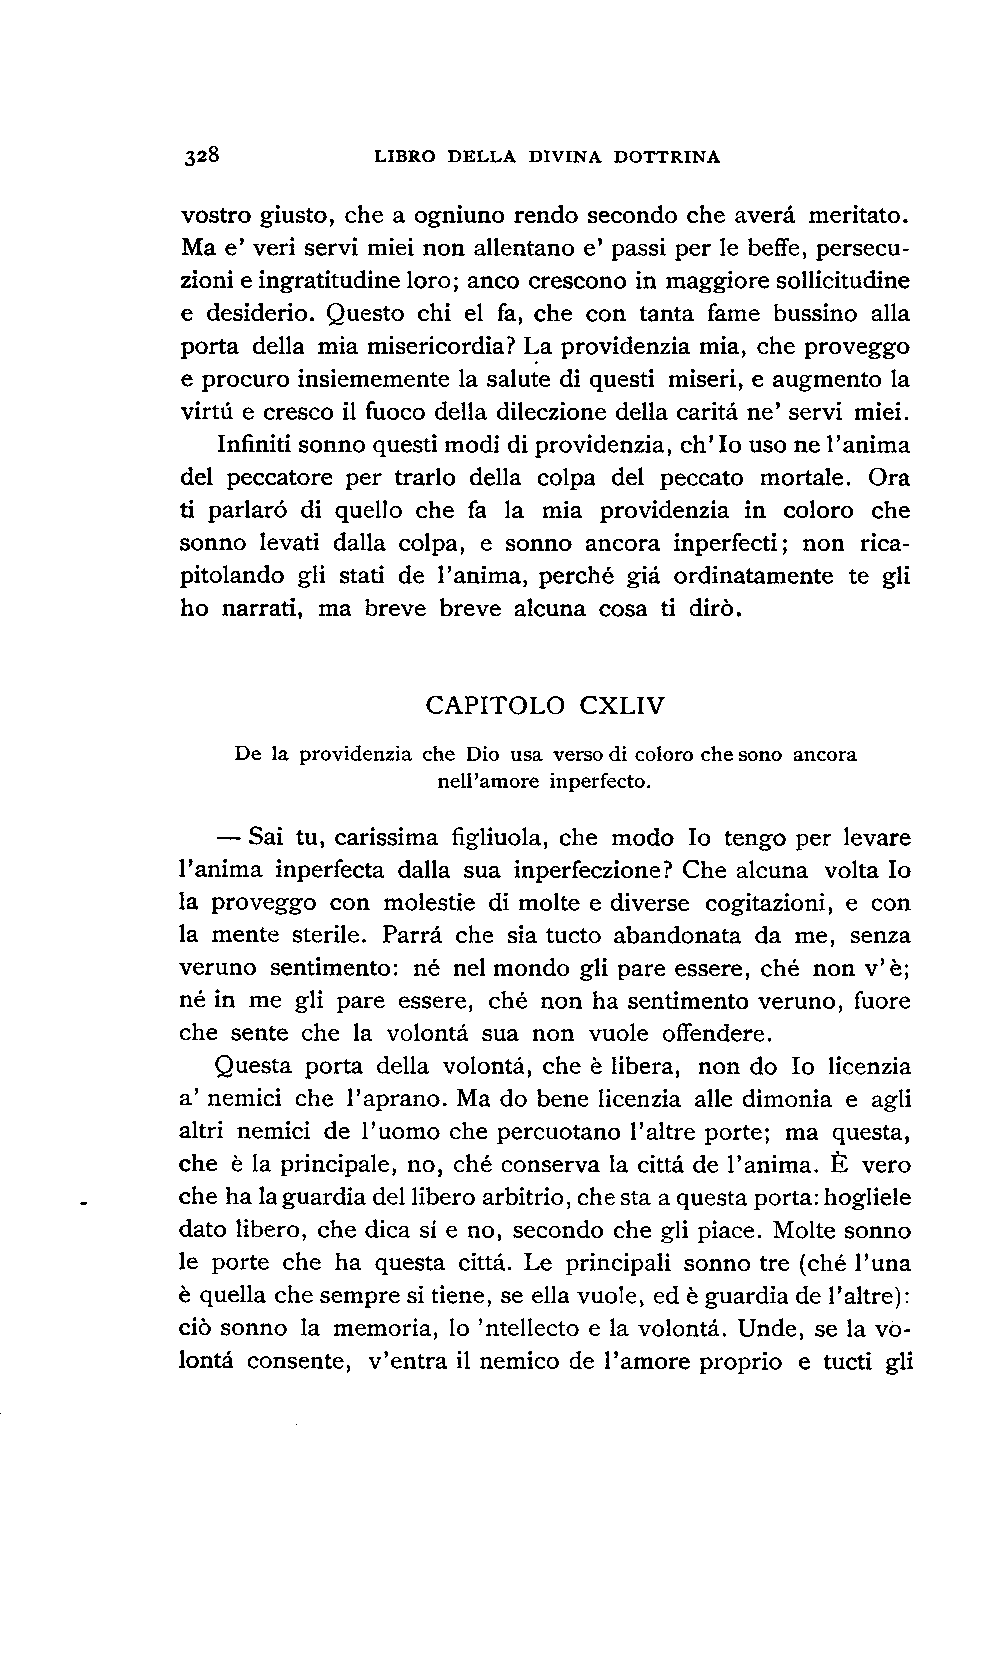 328 LIBRO DELLA DIVINA DOTTRINA
vostro giusto, che a ogniuno rendo secondo che averá meritato.
Ma e' veri servi miei non allentano e' passi per le beffe, persecu-
zioni e ingratitudine loro; anco crescono in maggiore sollicitudine
e desiderio. Questo chi el fa, che con tanta fame bussino alla
porta della mia misericordia? La providenzia mia, che proveggo
e procuro insiememente la salute di questi miseri, e augmento la
virtú e cresco il fuoco della dileczione della caritá ne' servi miei.
Infiniti sonno questi modi di providenzia, ch'Io uso ne l'anima
del peccatore per trarlo della colpa del peccato mortale. Ora
ti parlaró di quello che fa la mia providenzia in coloro che
sonno levati dalla colpa, e sonno ancora inperfecti; non rica-
pitolando gli stati de l'anima, perché giá ordinatamente te gli
ho narrati, ma breve breve alcuna cosa ti dirò.
CAPITOLO CXLIV
De la providenzia che Dio usa verso di coloro che sono ancora
nell'amore inperfecto.
— Sai tu, carissima figliuola, che modo Io tengo per levare
l'anima inperfecta dalla sua inperfeczione? Che alcuna volta Io
la proveggo con molestie di molte e diverse cogitazioni, e con
la mente sterile. Parrá che sia tucto abandonata da me, senza
veruno sentimento: né nel mondo gli pare essere, ché non v'è;
né in me gli pare essere, ché non ha sentimento veruno, fuore
che sente che la volontá sua non vuole offendere.
Questa porta della volontá, che è libera, non do Io licenzia
a' nemici che l'aprano. Ma do bene licenzia alle dimonia e agli
altri nemici de l'uomo che percuotano l'altre porte; ma questa,
che è la principale, no, ché conserva la cittá de l'anima. È vero
che ha la guardia del libero arbitrio, che sta a questa porta: hogliele
dato libero, che dica sí e no, secondo che gli piace. Molte sonno
le porte che ha questa cittá. Le principali sonno tre (ché l'una
è quella che sempre si tiene, se ella vuole, ed è guardia de l'altre):
ciò sonno la memoria, lo 'ntellecto e la volontá. Unde, se la vo-
lontá consente, v'entra il nemico de l'amore proprio e tucti gli